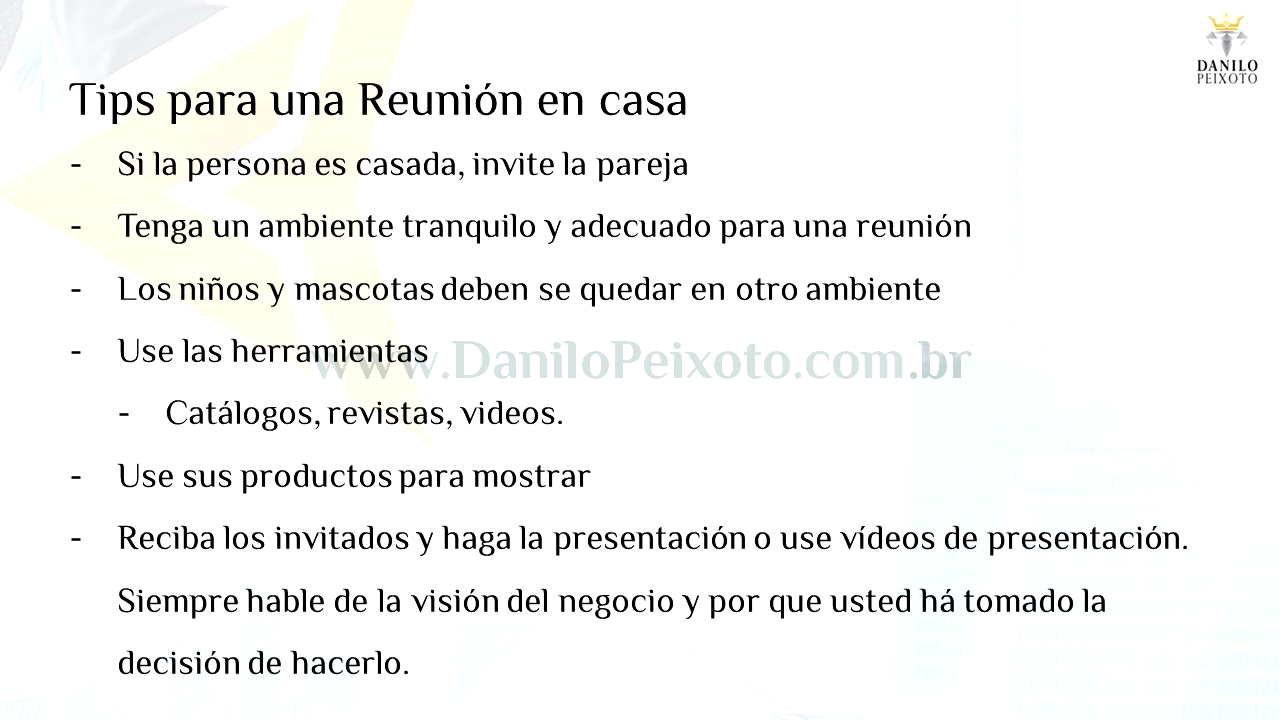 DANILO
PEIXOTO
Tips para una Reunión en casa
- Si la persona es casada, invite la pareja
- Tenga un ambiente tranquilo y adecuado para una reunión
- Los niños y mascotas deben se quedar en otro ambiente
- Use las herramientas
www.DaniloPeixoto.com.br
- Catálogos, revistas, videos.
- Use sus productos para mostrar
- Reciba los invitados y haga la presentación o use vídeos de presentación.
Siempre hable de la visión del negocio y por que usted há tomado la
decisión de hacerlo.